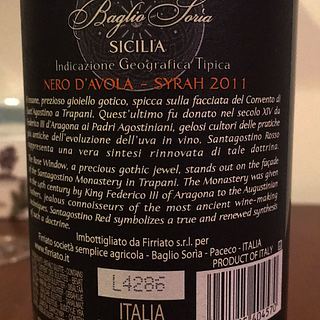 Baglio Sorìa
SICILIA
Indicazione Geografica Tipica
NERO D'AVOLA - SYRAH 2011
prezioso gioiello gotico, spicca sulla facciata del Convento di
Sant'Agostino a Trapani. Quest'ultimo fu donato nel secolo XIV da
Federico III d'Aragona ai Padri Agostiniani, gelosi cultori delle pratiche
più antiche dell'evoluzione dell'uva in vino. Santagostino Rosso
rappresenta una vera sintesi rinnovata di tale dottrina.
The Rose Window, a precious gothic jewel, stands out on the façade
of the Santagostino Monastery in Trapani. The Monastery was given
in the 14th century by King Federico III of Aragona to the Augustinian
jealous connoisseurs of the most ancient wine-making
Santagostino Red symbolizes a true and renewed synthesis
of such a doctrine.
Imbottigliato da Firriato s.r.l. per
Firriato società semplice agricola - Baglio Sorìa - Paceco - ITALIA
www.firriato.it
PRODUCT OF ITALY
L4286
ITALIA